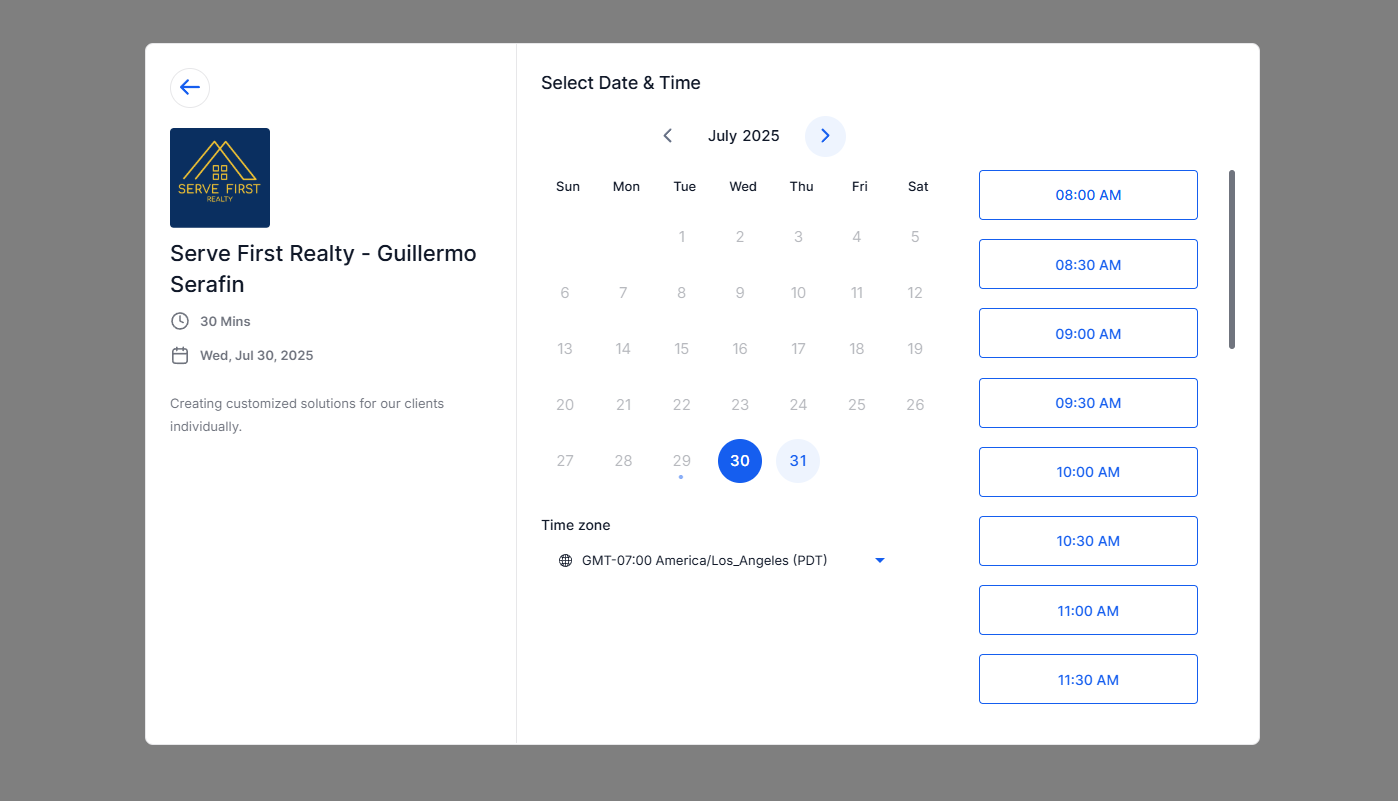 SERVE FIRST
REALTY
Serve First Realty - Guillermo
Serafin
30 Mins
Wed, Jul 30, 2025
Creating customized solutions for our clients
individually.
Select Date & Time
July 2025
Sun Mon Tue Wed Thu Fri Sat
1 2 3 4 5
6 7 8 9 10 11 12
13 14 15 16 17 18 19
20 21 22 23 24 25 26
27 28 29 30 31
Time zone
GMT-07:00 America/Los_Angeles (PDT)
08:00 AM
08:30 AM
09:00 AM
09:30 AM
10:00 AM
10:30 AM
11:00 AM
11:30 AM